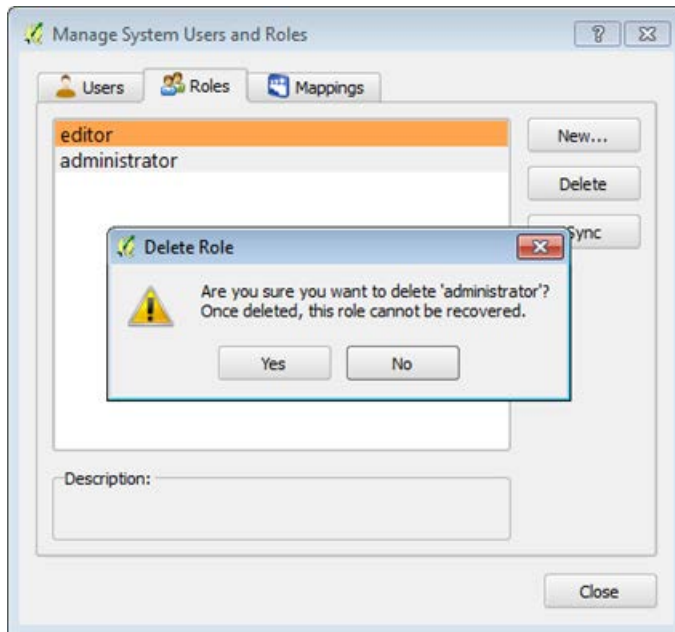 Manage System Users and Roles
Users Roles Mappings
editor
administrator
New...
Delete
Sync
Delete Role
Are you sure you want to delete 'administrator'?
Once deleted, this role cannot be recovered.
Yes No
Description:
Close